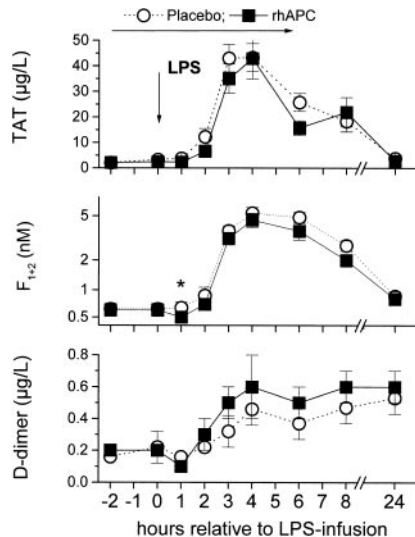 Placebo; rhAPC
TAT (µg/L)
50
40
30
20
10
0
LPS
F1+2
(nM)
5
2
1
0.5
*
D-dimer (µg/L)
0.8
0.6
0.4
0.2
0.0
-2 -1 0 1 2 3 4 5 6 7 8 24
hours relative to LPS-infusion